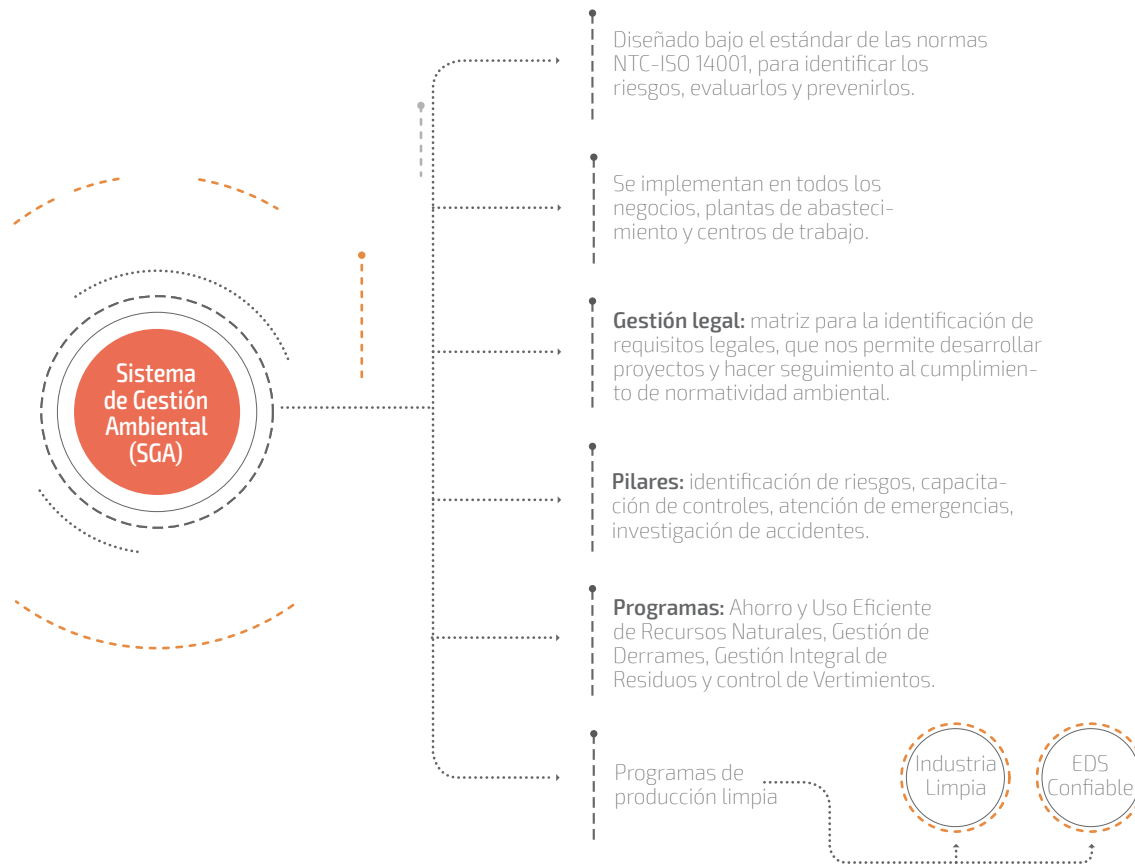 Diseñado bajo el estándar de las normas
NTC-ISO 14001, para identificar los
riesgos, evaluarlos y prevenirlos.
Se implementan en todos los
negocios, plantas de abasteci-
miento y centros de trabajo.
Sistema
de Gestión
Ambiental
(SGA)
Gestión legal: matriz para la identificación de
requisitos legales, que nos permite desarrollar
proyectos y hacer seguimiento al cumplimien-
to de normatividad ambiental.
Pilares: identificación de riesgos, capacita-
ción de controles, atención de emergencias,
investigación de accidentes.
Programas: Ahorro y Uso Eficiente
de Recursos Naturales, Gestión de
Derrames, Gestión Integral de
Residuos y control de Vertimientos.
Programas de
producción limpia
Industria
Limpia
EDS
Confiable